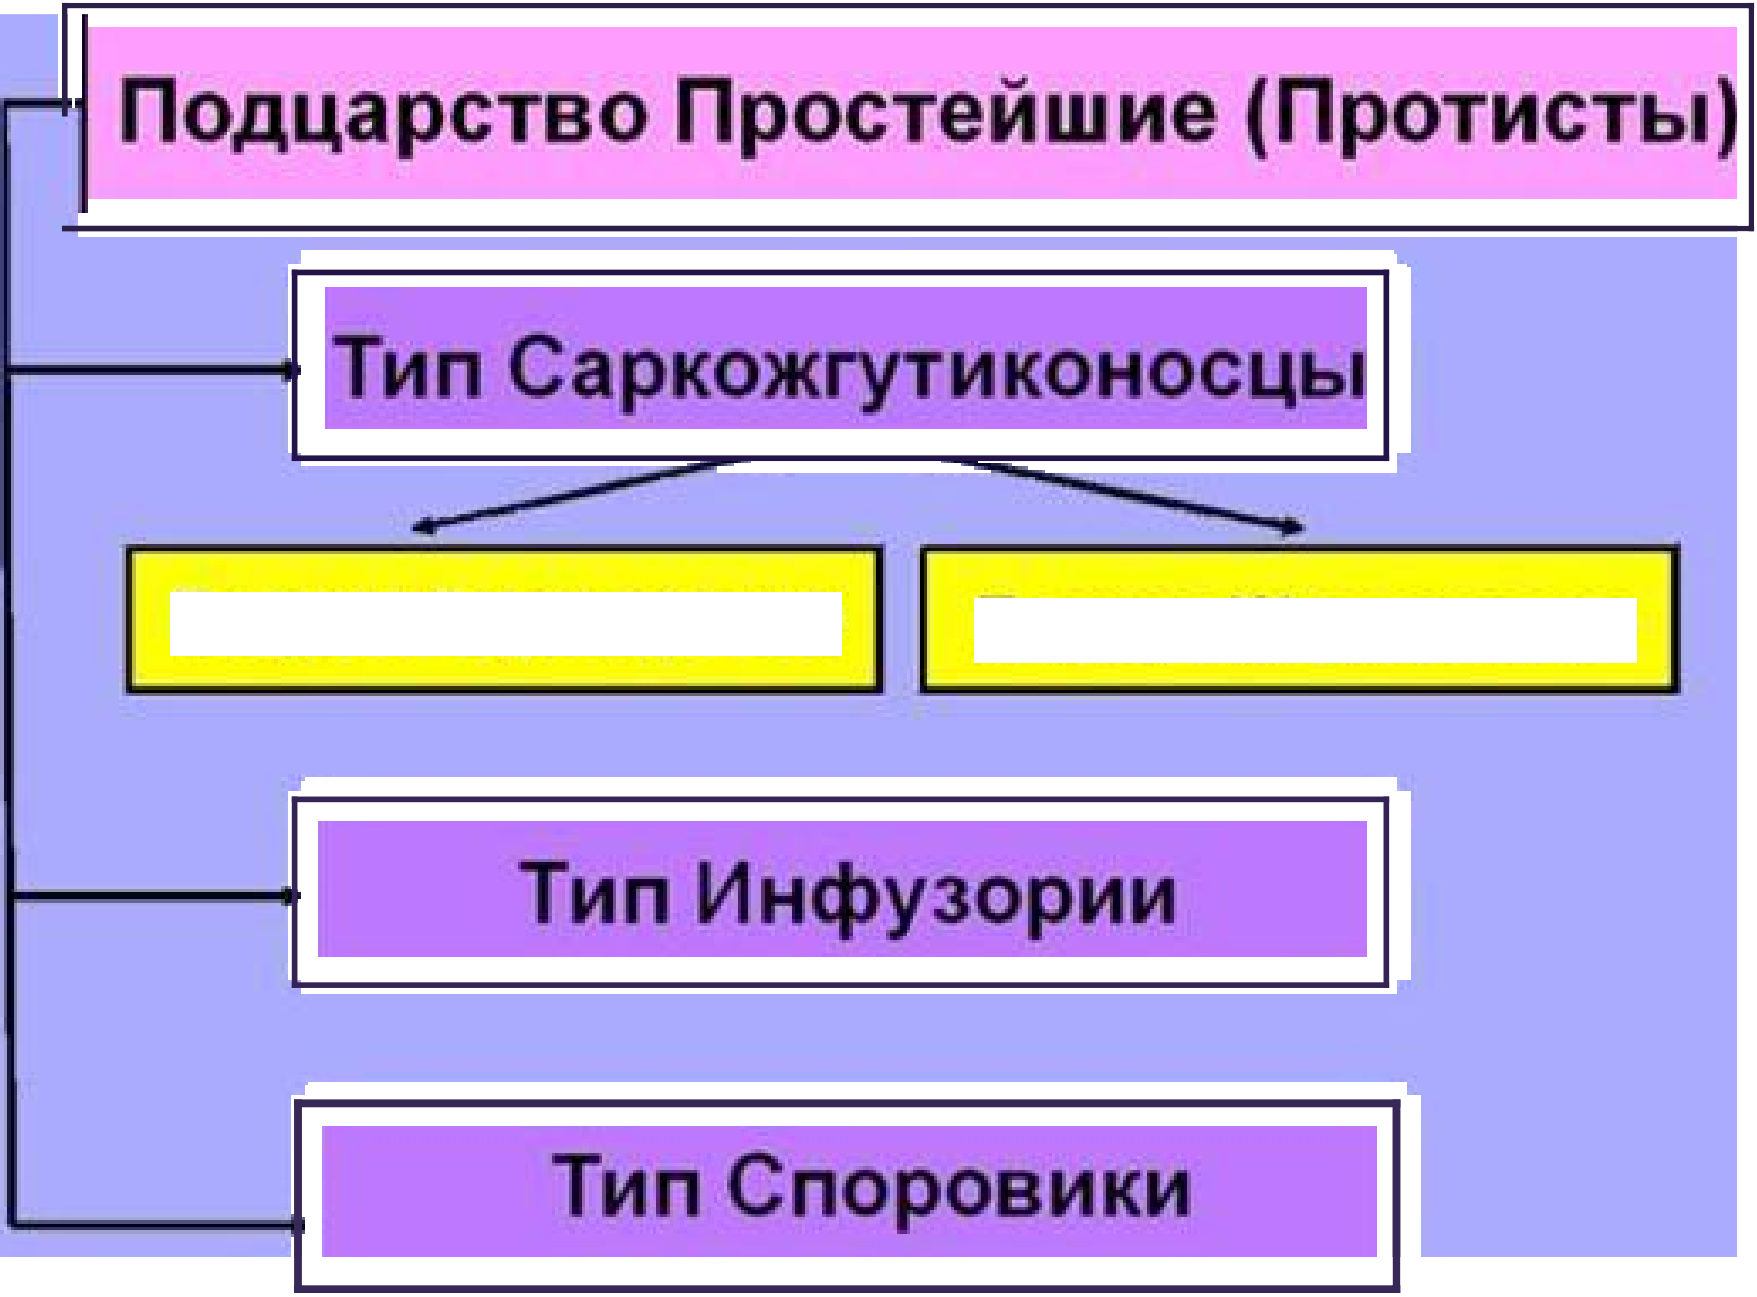 Подцарство Простейшие (Протисты)
Тип Саркожгутиконосцы
Тип Инфузории
Тип Споровики